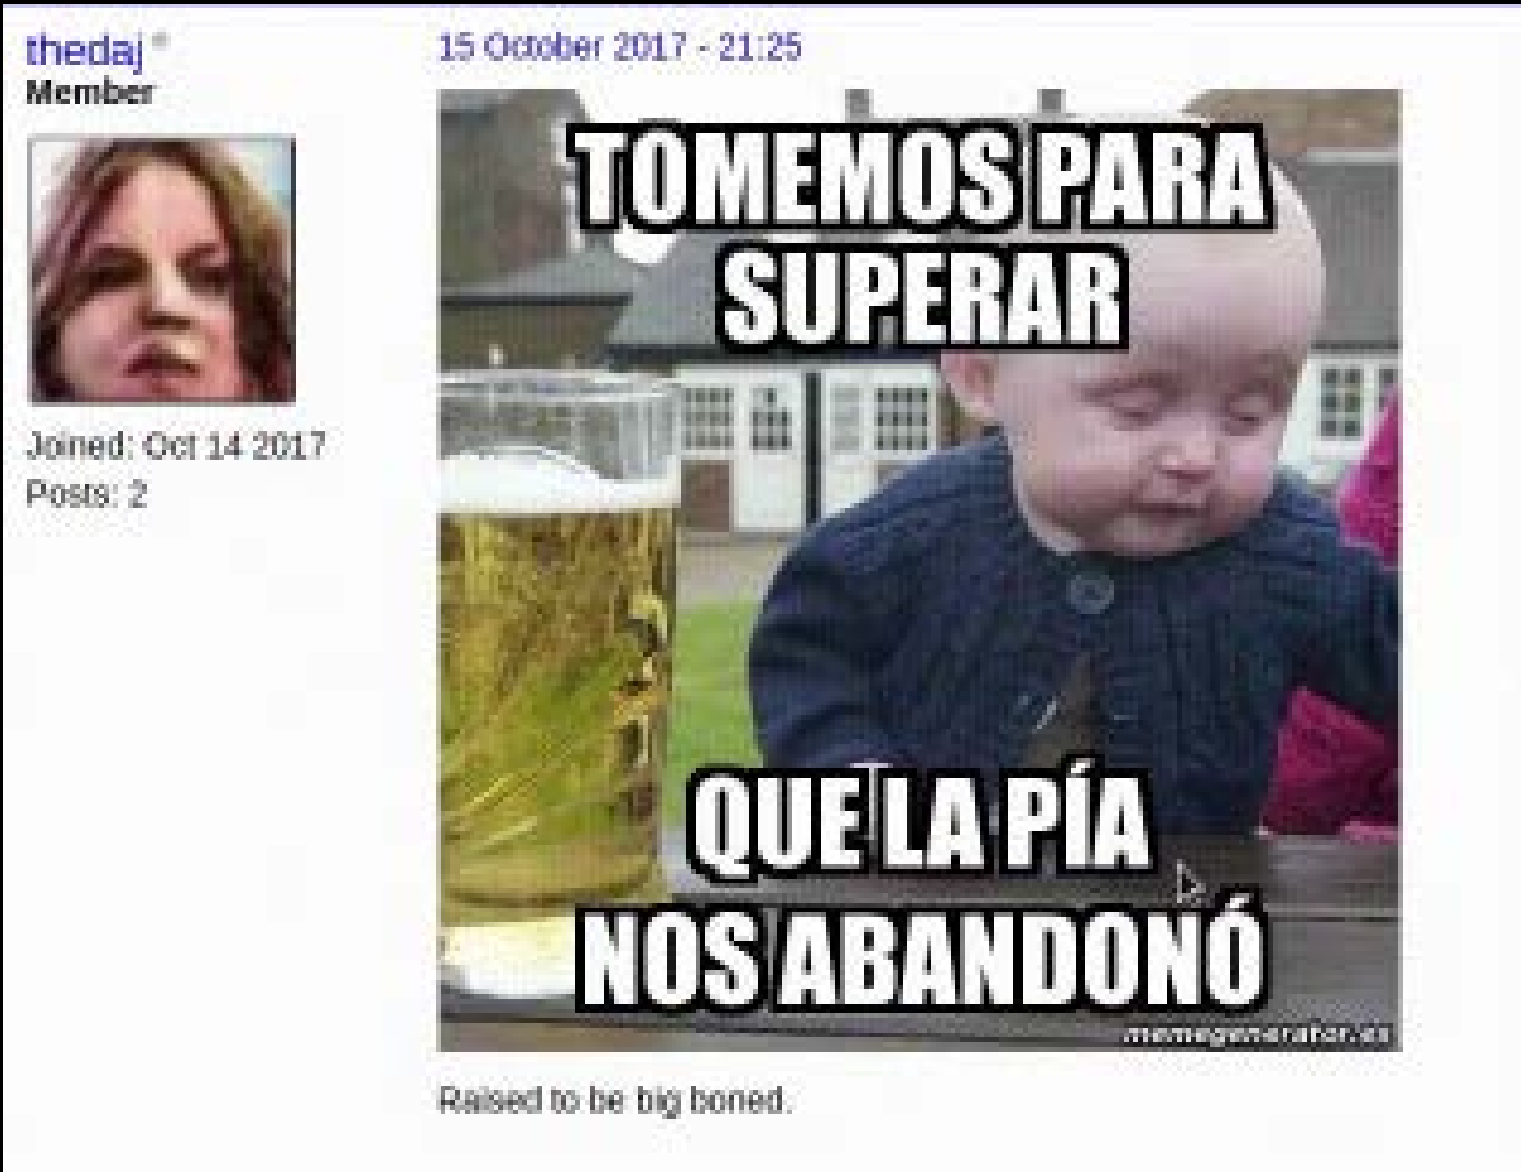 thedaj
Member
Joined: Oct 14 2017
Posts: 2
15 October 2017 - 21:25
TOMEMOS PARA
SUPERAR
QUE LA PÍA
NOS ABANDONÓ
memegenerator.es
Raised to be big boned.